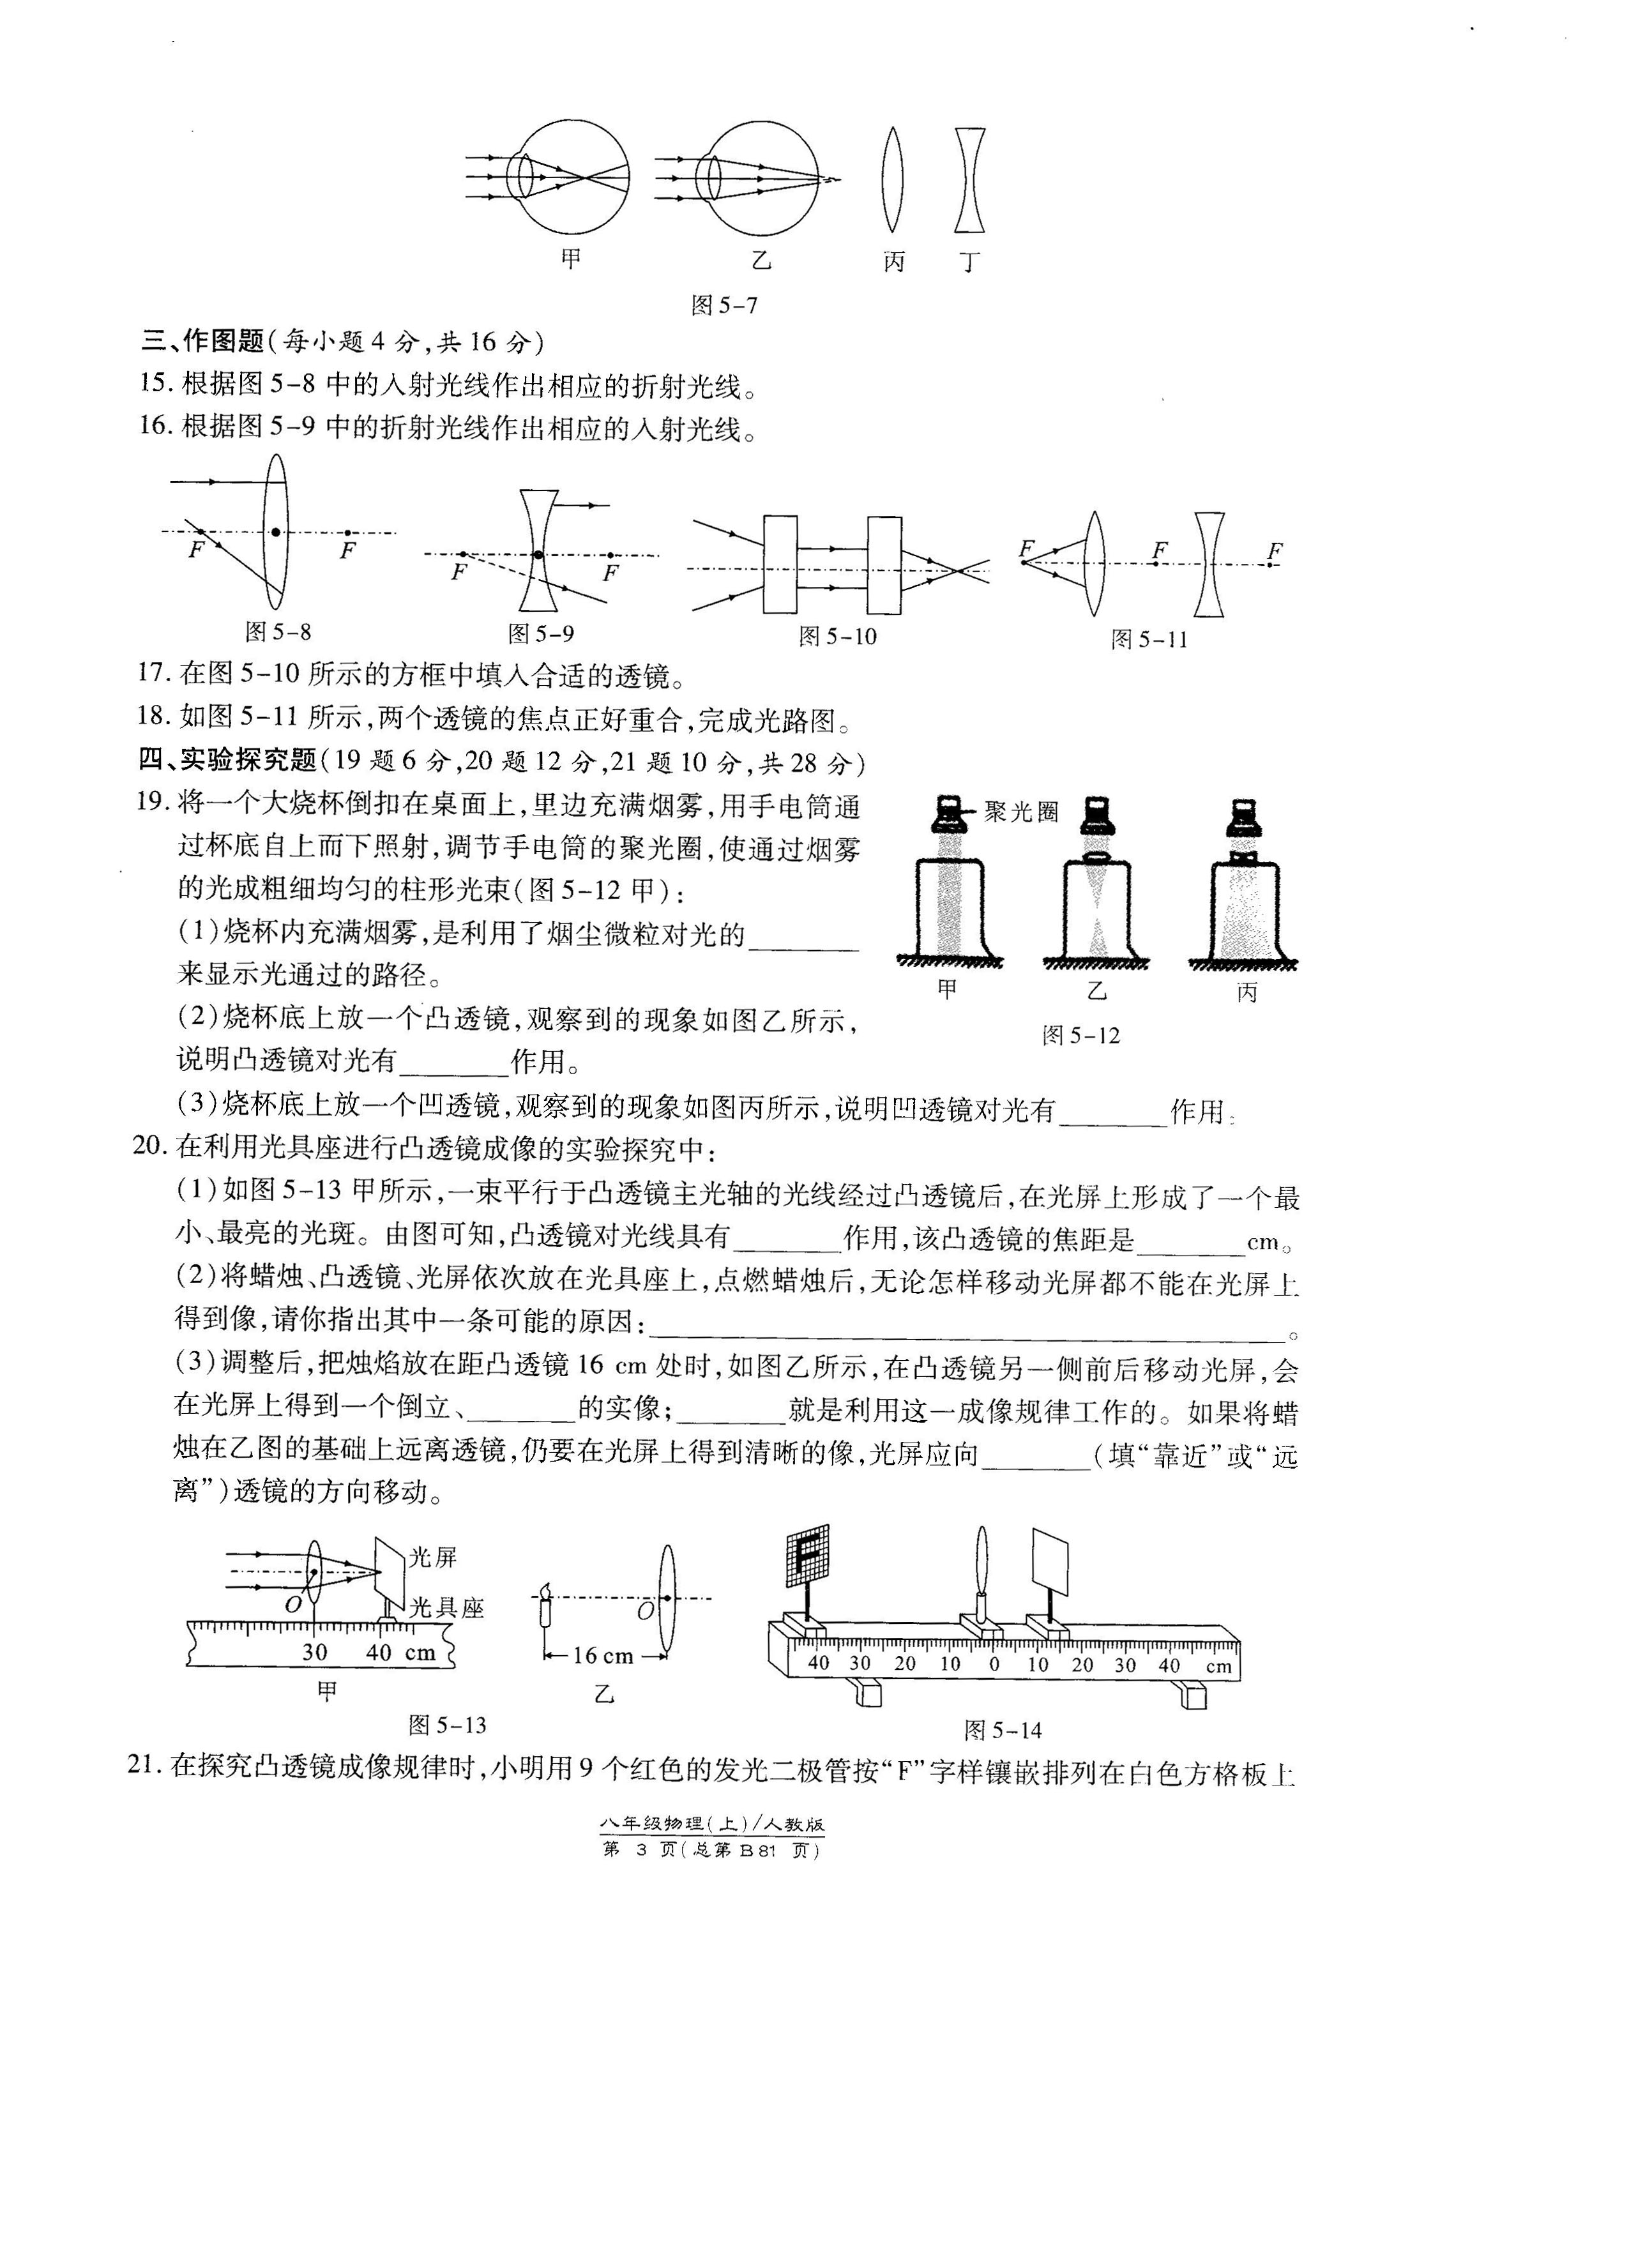 甲 乙 丙 丁
图5-7
三、作图题(每小题4分,共16分)
15. 根据图5-8中的入射光线作出相应的折射光线。
16. 根据图5-9中的折射光线作出相应的入射光线。
F F F F F F F
图5-8 图5-9 图5-10 图5-11
17. 在图5-10所示的方框中填入合适的透镜。
18. 如图5-11所示,两个透镜的焦点正好重合,完成光路图。
四、实验探究题(19题6分,20题12分,21题10分,共28分)
19. 将一个大烧杯倒扣在桌面上,里边充满烟雾,用手电筒通
过杯底自上而下照射,调节手电筒的聚光圈,使通过烟雾
的光成粗细均匀的柱形光束(图5-12甲):
(1)烧杯内充满烟雾,是利用了烟尘微粒对光的________
来显示光通过的路径。
(2)烧杯底上放一个凸透镜,观察到的现象如图乙所示,
说明凸透镜对光有________作用。
聚光圈
甲 乙 丙
图5-12
(3)烧杯底上放一个凹透镜,观察到的现象如图丙所示,说明凹透镜对光有________作用。
20. 在利用光具座进行凸透镜成像的实验探究中:
(1)如图5-13甲所示,一束平行于凸透镜主光轴的光线经过凸透镜后,在光屏上形成了一个最
小、最亮的光斑。由图可知,凸透镜对光线具有________作用,该凸透镜的焦距是________cm。
(2)将蜡烛、凸透镜、光屏依次放在光具座上,点燃蜡烛后,无论怎样移动光屏都不能在光屏上
得到像,请你指出其中一条可能的原因:________________。
(3)调整后,把烛焰放在距凸透镜16 cm处时,如图乙所示,在凸透镜另一侧前后移动光屏,会
在光屏上得到一个倒立、________的实像;________就是利用这一成像规律工作的。如果将蜡
烛在乙图的基础上远离透镜,仍要在光屏上得到清晰的像,光屏应向________(填“靠近”或“远
离”)透镜的方向移动。
光屏
O
光具座
30 40 cm
甲
O
16 cm
乙
图5-13
F
40 30 20 10 0 10 20 30 40 cm
图5-14
21. 在探究凸透镜成像规律时,小明用9个红色的发光二极管按“F”字样镶嵌排列在白色方格板上
八年级物理(上)/人教版
第 3 页(总第B81 页)